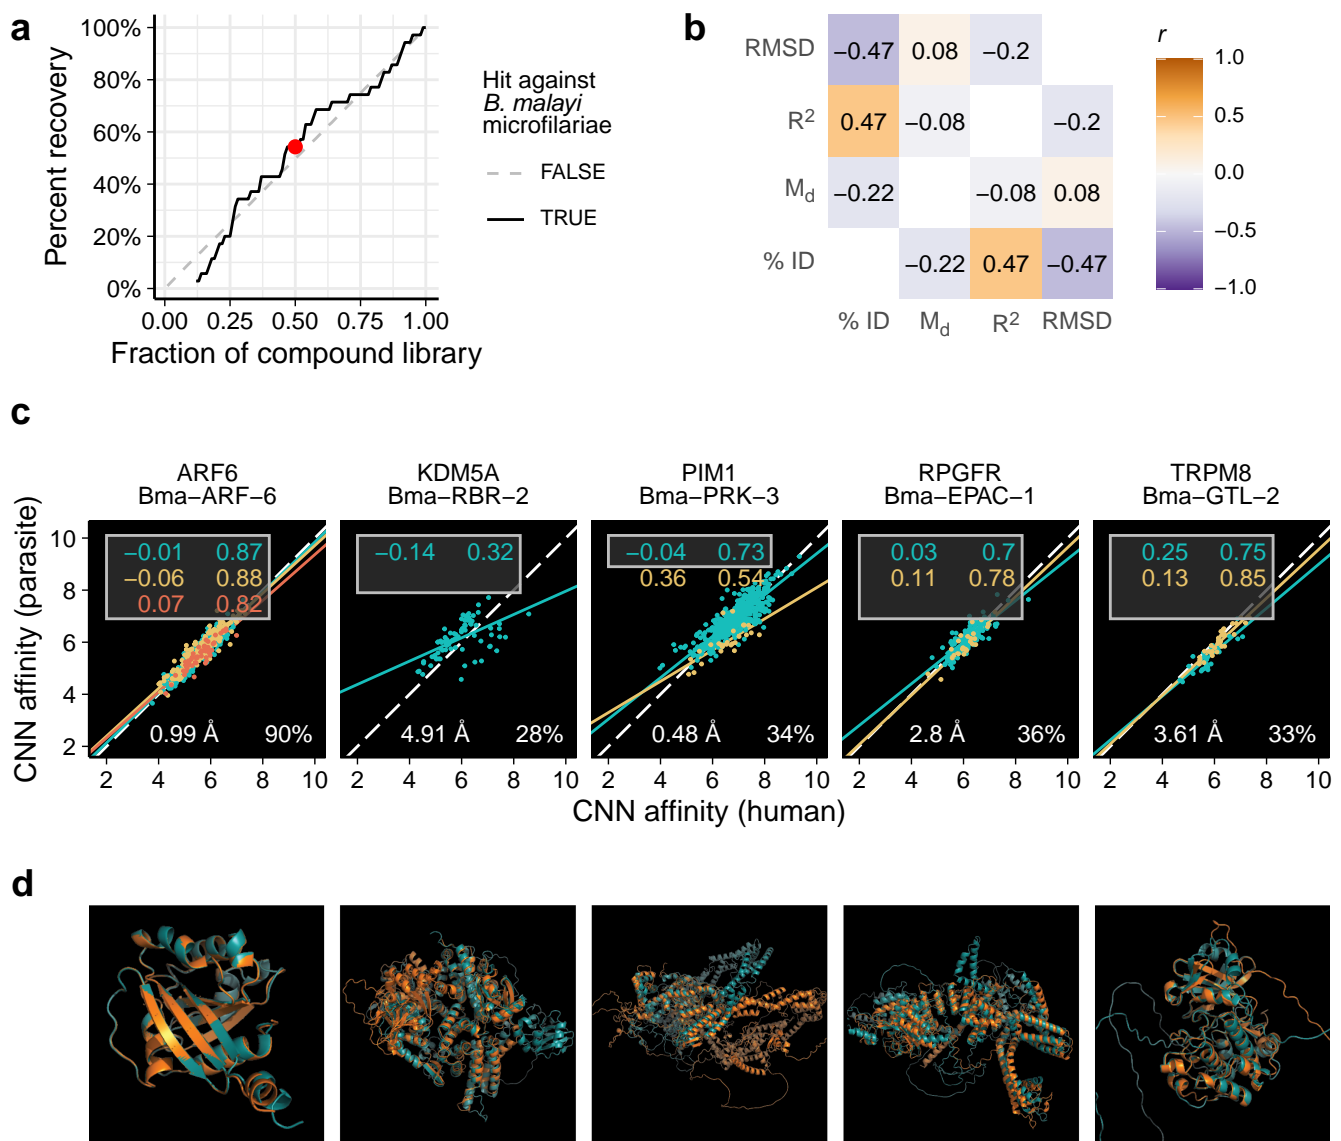 a
100%
80%
60%
40%
20%
0%
Percent recovery
0.00 0.25 0.50 0.75 1.00
Fraction of compound library
Hit against
B. malayi
microfilariae
FALSE
TRUE
b
RMSD −0.47 0.08 −0.2
R² 0.47 −0.08 −0.2
M_d −0.22 −0.08 0.08
% ID −0.22 0.47 −0.47
% ID M_d R² RMSD
r
1.0
0.5
0.0
−0.5
−1.0
c
ARF6
Bma−ARF−6
KDM5A
Bma−RBR−2
PIM1
Bma−PRK−3
RPGFR
Bma−EPAC−1
TRPM8
Bma−GTL−2
CNN affinity (parasite)
10
8
6
4
2
−0.01 0.87
−0.06 0.88
0.07 0.82
0.99 Å 90%
−0.14 0.32
4.91 Å 28%
−0.04 0.73
0.36 0.54
0.48 Å 34%
0.03 0.7
0.11 0.78
2.8 Å 36%
0.25 0.75
0.13 0.85
3.61 Å 33%
2 4 6 8 10
2 4 6 8 10
2 4 6 8 10
2 4 6 8 10
2 4 6 8 10
CNN affinity (human)
d